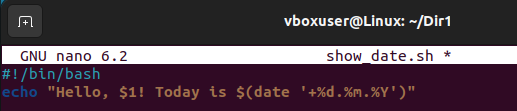 vboxuser@Linux: ~/Dir1
GNU nano 6.2 show_date.sh *
#!/bin/bash
echo "Hello, $1! Today is $(date '+%d.%m.%Y')"